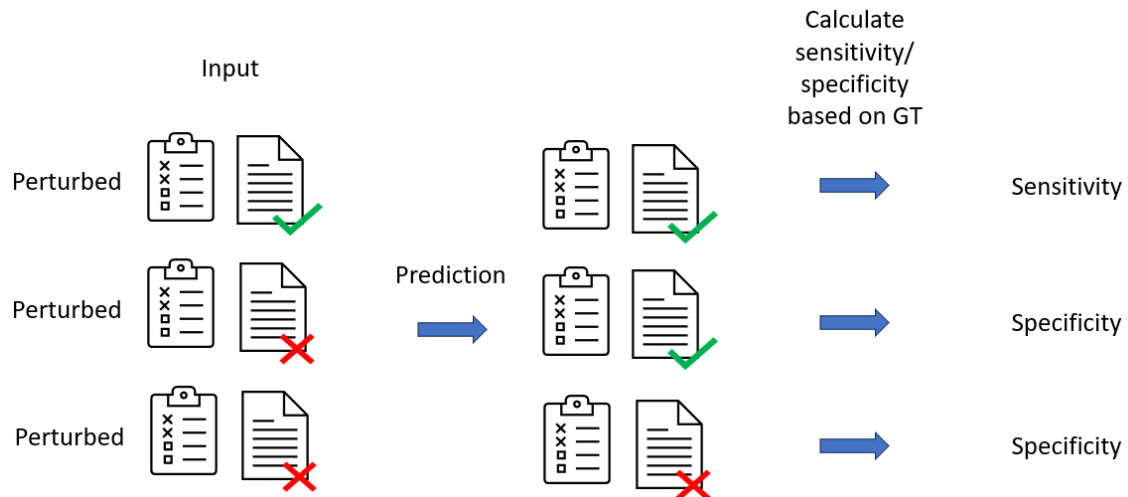 Calculate
sensitivity/
specificity
based on GT
Input
Perturbed
Sensitivity
Prediction
Perturbed
Specificity
Perturbed
Specificity